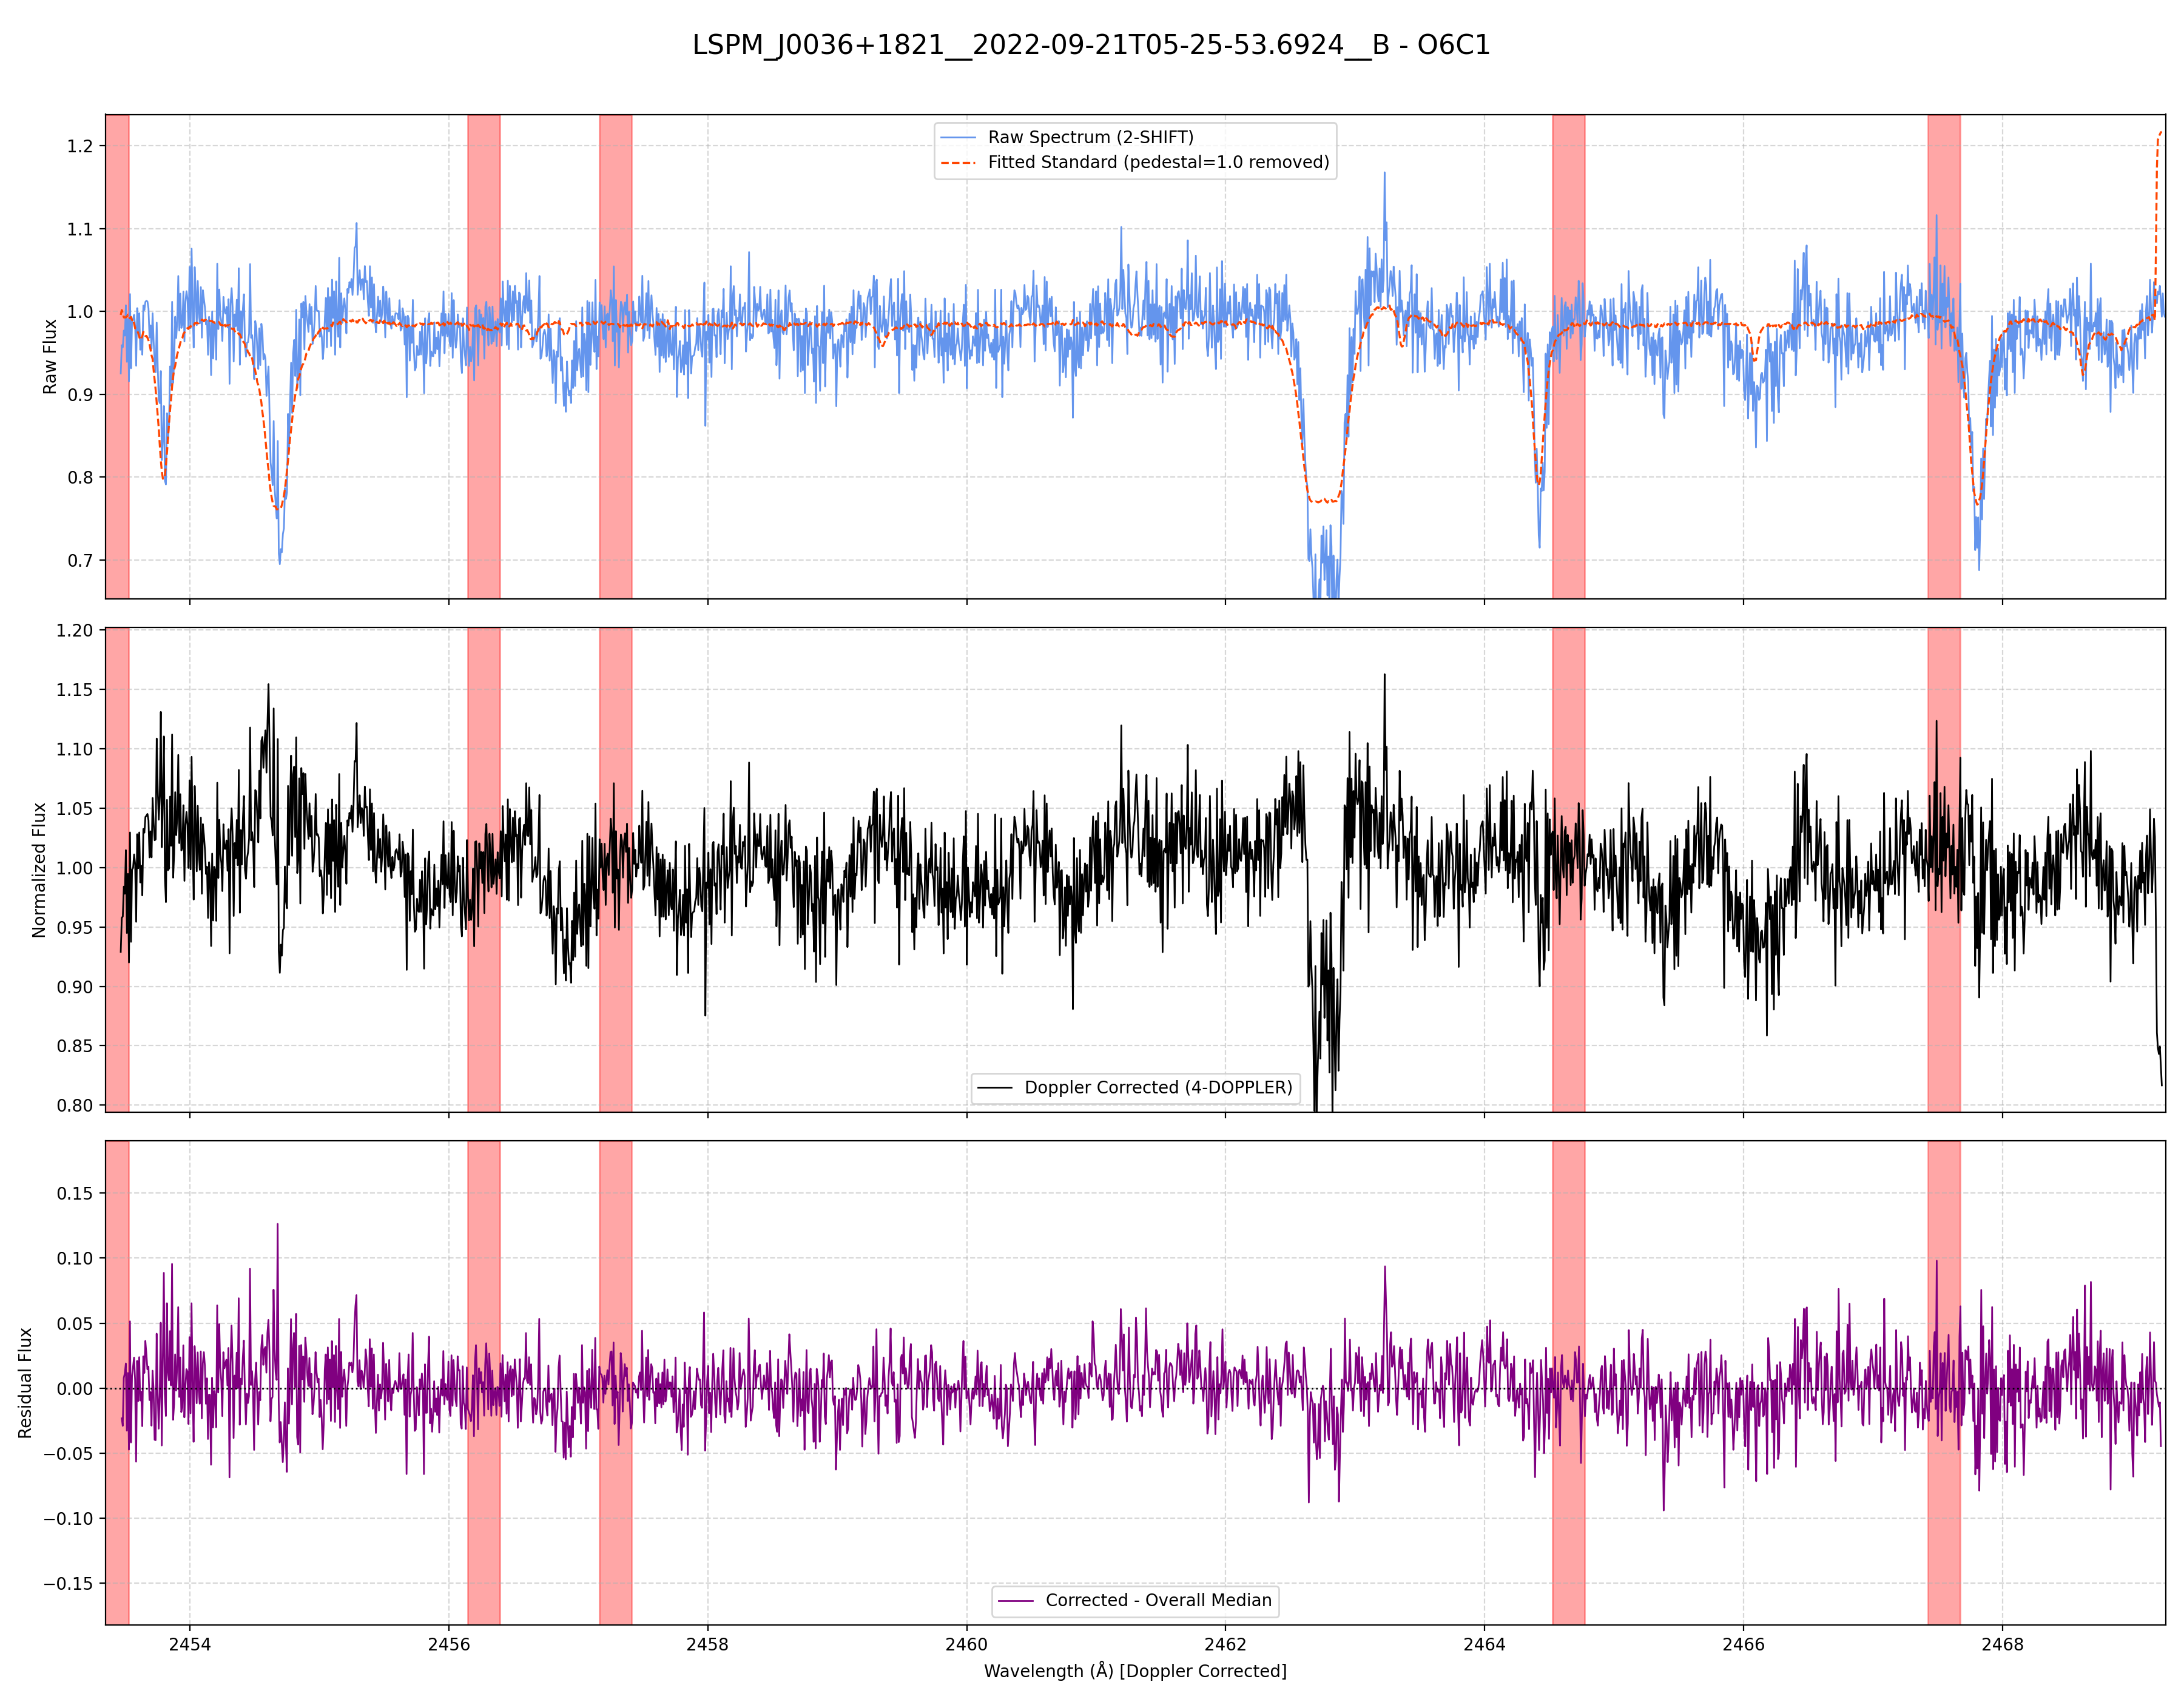 LSPM_J0036+1821__2022-09-21T05-25-53.6924__B - O6C1
Raw Flux
1.2
1.1
1.0
0.9
0.8
0.7
Raw Spectrum (2-SHIFT)
Fitted Standard (pedestal=1.0 removed)
Normalized Flux
1.20
1.15
1.10
1.05
1.00
0.95
0.90
0.85
0.80
Doppler Corrected (4-DOPPLER)
Residual Flux
0.15
0.10
0.05
0.00
−0.05
−0.10
−0.15
Corrected - Overall Median
2454 2456 2458 2460 2462 2464 2466 2468
Wavelength (Å) [Doppler Corrected]